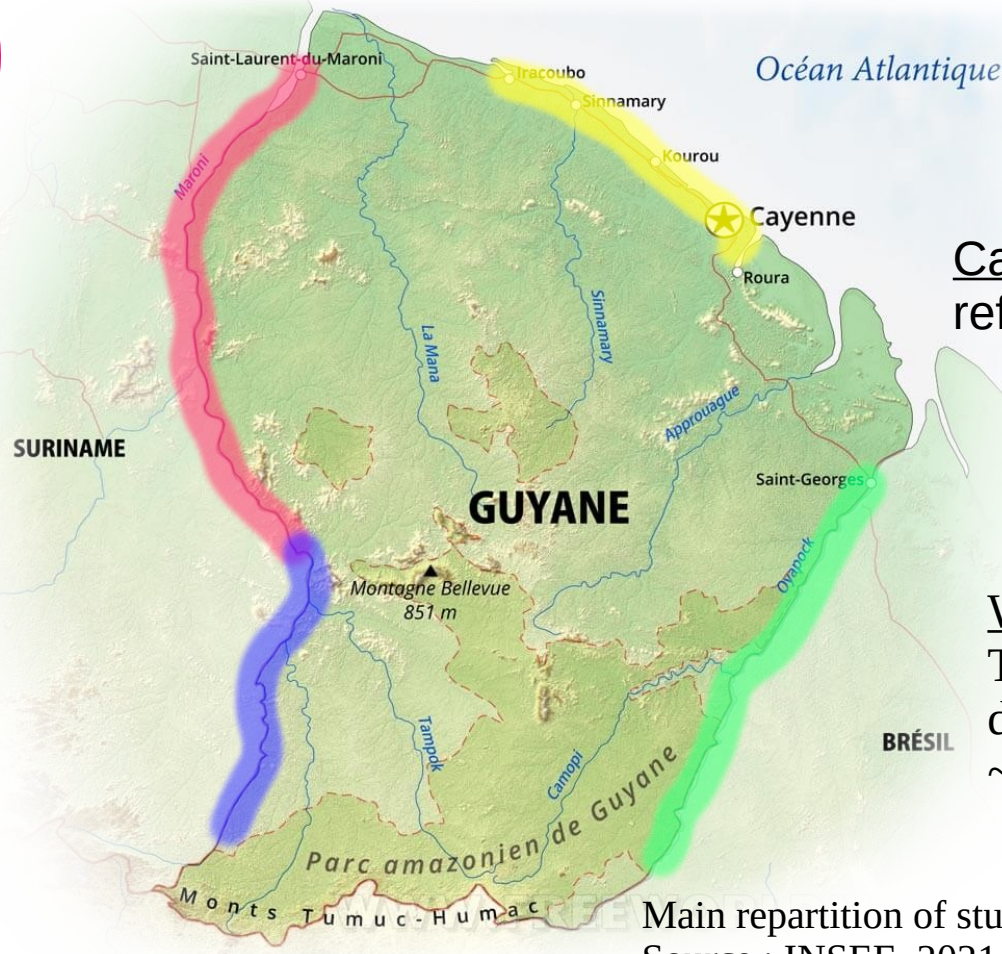 Saint-Laurent-du-Maroni
Iracoubo
Océan Atlantique
Sinnamary
Maroni
Kourou
Cayenne
Roura
Ca
ref
Sinnamary
La Mana
Approuague
SURINAME
Saint-Georges
GUYANE
Oyapock
Montagne Bellevue
851 m
T
d
BRÉSIL
~
Tampok
Camopi
Parc amazonien de Guyane
Monts Tumuc-Humac
Main repartition of stu